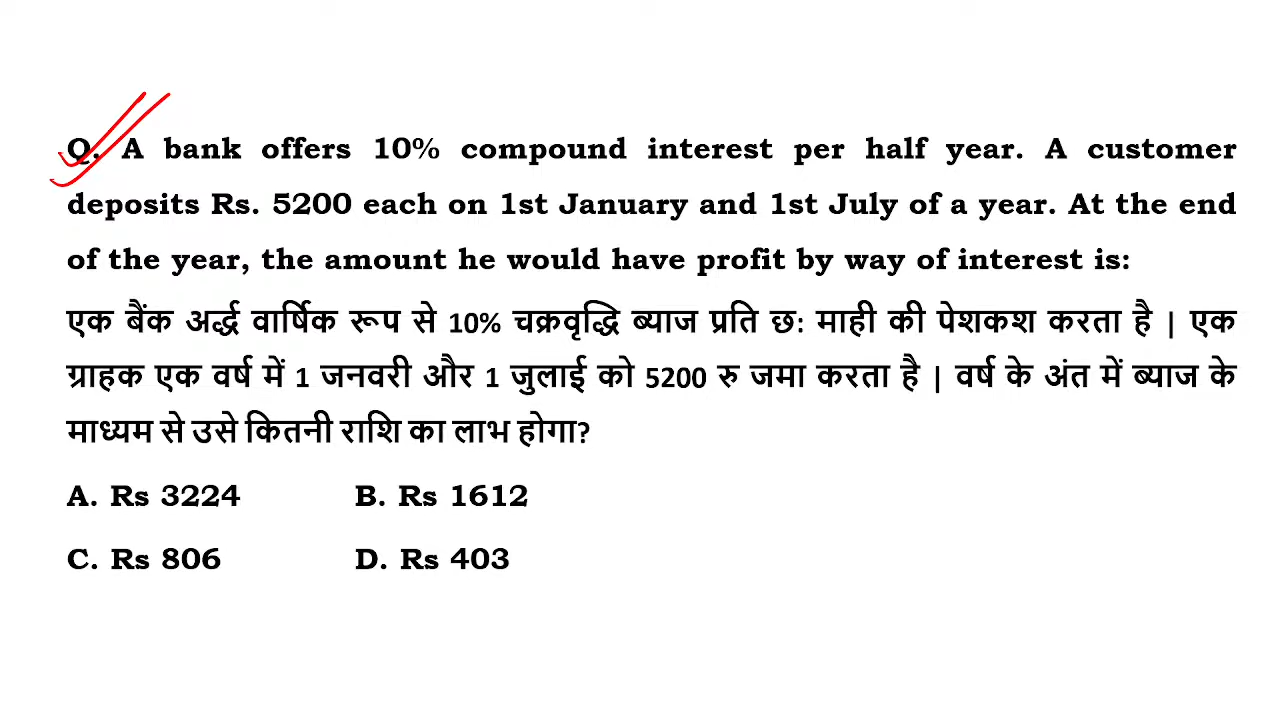 Q. A bank offers 10% compound interest per half year. A customer
deposits Rs. 5200 each on 1st January and 1st July of a year. At the end
of the year, the amount he would have profit by way of interest is:
एक बैंक अर्द्ध वार्षिक रूप से 10% चक्रवृद्धि ब्याज प्रति छ: माही की पेशकश करता है | एक
ग्राहक एक वर्ष में 1 जनवरी और 1 जुलाई को 5200 रु जमा करता है | वर्ष के अंत में ब्याज के
माध्यम से उसे कितनी राशि का लाभ होगा?
A. Rs 3224 B. Rs 1612
C. Rs 806 D. Rs 403